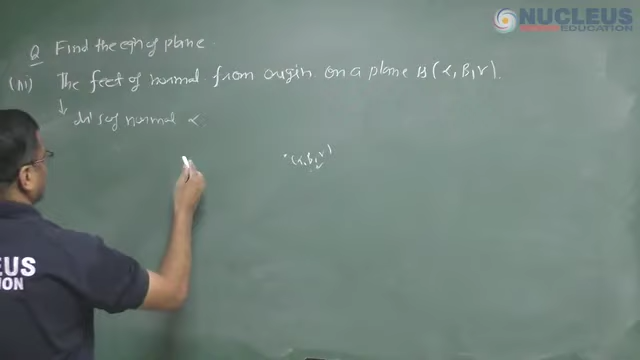 NUCLEUS
EDUCATION
Q Find the eqn of plane
(iii) The feet of normal from origin on a plane is (α, β, γ).
↓
dr's of normal α
(α, β, γ)
EUS
TION